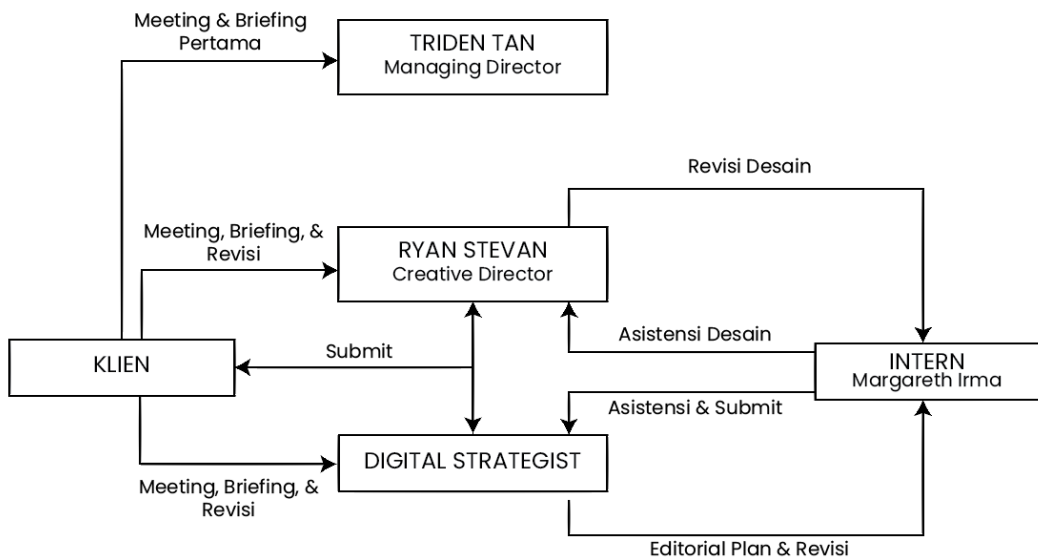 Meeting & Briefing
Pertama
TRIDEN TAN
Managing Director
Revisi Desain
Meeting, Briefing, &
Revisi
RYAN STEVAN
Creative Director
Asistensi Desain
Submit
KLIEN
INTERN
Margareth Irma
Asistensi & Submit
DIGITAL STRATEGIST
Meeting, Briefing, &
Revisi
Editorial Plan & Revisi